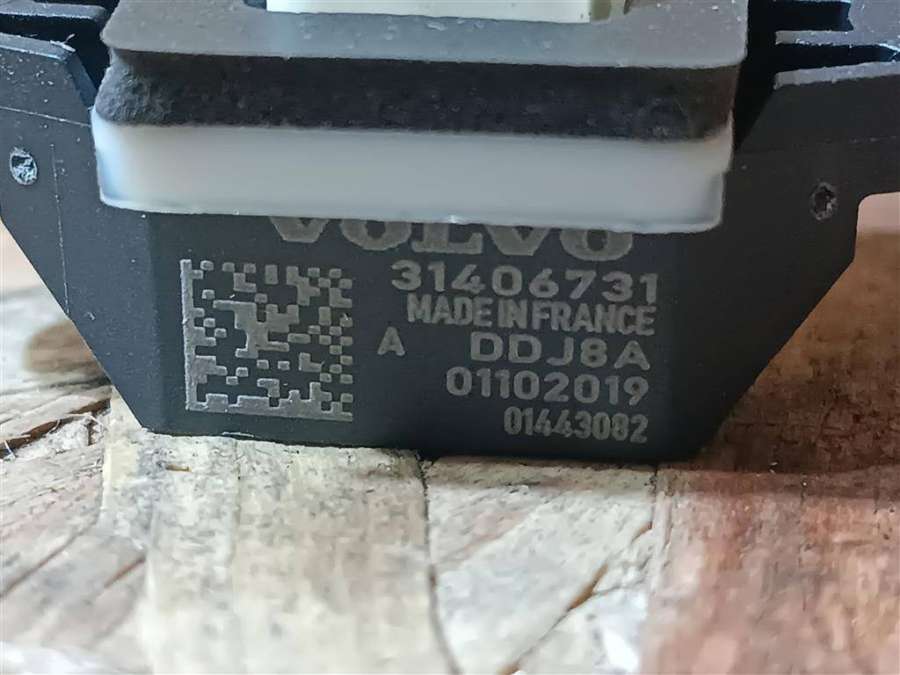 VOLVO
31406731
MADE IN FRANCE
A DDJ8A
01102019
01443082